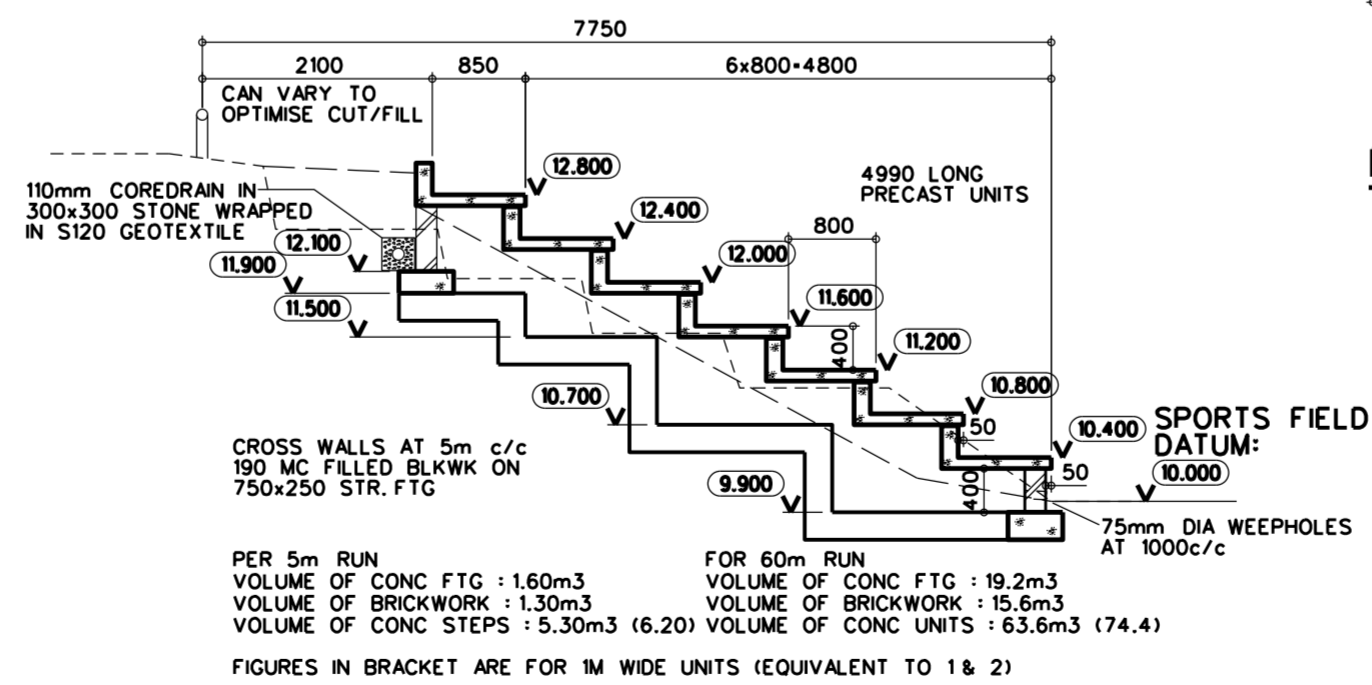 7750
2100
850
6x800=4800
CAN VARY TO
OPTIMISE CUT/FILL
12.800
4990 LONG
PRECAST UNITS
110mm COREDRAIN IN
300x300 STONE WRAPPED
IN S120 GEOTEXTILE
12.400
800
12.100
12.000
11.900
11.600
11.500
400
11.200
10.700
10.800
50
SPORTS FIELD
DATUM:
10.400
10.000
CROSS WALLS AT 5m c/c
190 MC FILLED BLKWK ON
750x250 STR. FTG
9.900
400
50
75mm DIA WEEPHOLES
AT 1000c/c
PER 5m RUN
VOLUME OF CONC FTG : 1.60m3
VOLUME OF BRICKWORK : 1.30m3
VOLUME OF CONC STEPS : 5.30m3 (6.20)
FOR 60m RUN
VOLUME OF CONC FTG : 19.2m3
VOLUME OF BRICKWORK : 15.6m3
VOLUME OF CONC UNITS : 63.6m3 (74.4)
FIGURES IN BRACKET ARE FOR 1M WIDE UNITS (EQUIVALENT TO 1 & 2)